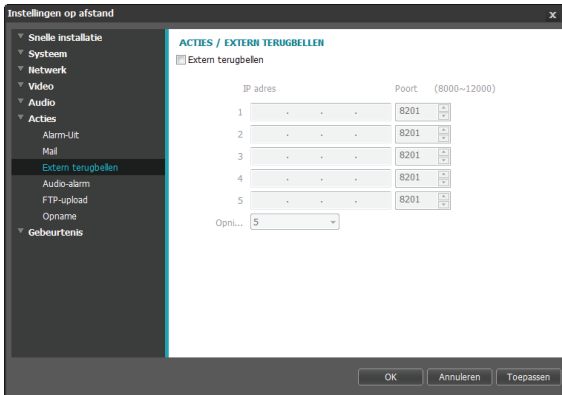 Instellingen op afstand
x
Snelle installatie
Systeem
Netwerk
Video
Audio
Acties
Alarm-Uit
Mail
Extern terugbellen
Audio-alarm
FTP-upload
Opname
Gebeurtenis
ACTIES / EXTERN TERUGBELLEN
Extern terugbellen
IP adres Poort (8000~12000)
1 . . . 8201
2 . . . 8201
3 . . . 8201
4 . . . 8201
5 . . . 8201
Opni... 5
OK Annuleren Toepassen